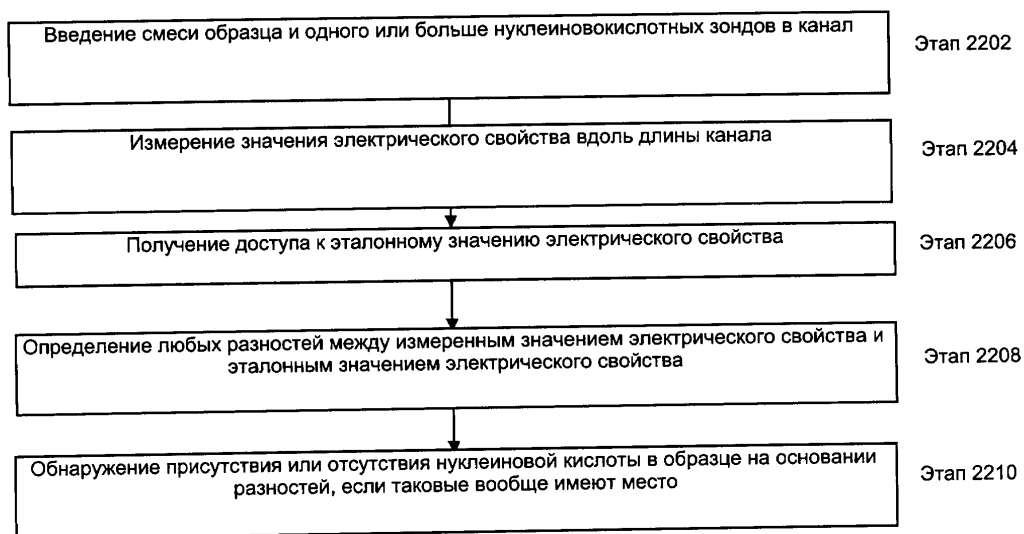 Введение смеси образца и одного или больше нуклеиновокислотных зондов в канал
Этап 2202
Измерение значения электрического свойства вдоль длины канала
Этап 2204
Получение доступа к эталонному значению электрического свойства
Этап 2206
Определение любых разностей между измеренным значением электрического свойства и
эталонным значением электрического свойства
Этап 2208
Обнаружение присутствия или отсутствия нуклеиновой кислоты в образце на основании
разностей, если таковые вообще имеют место
Этап 2210